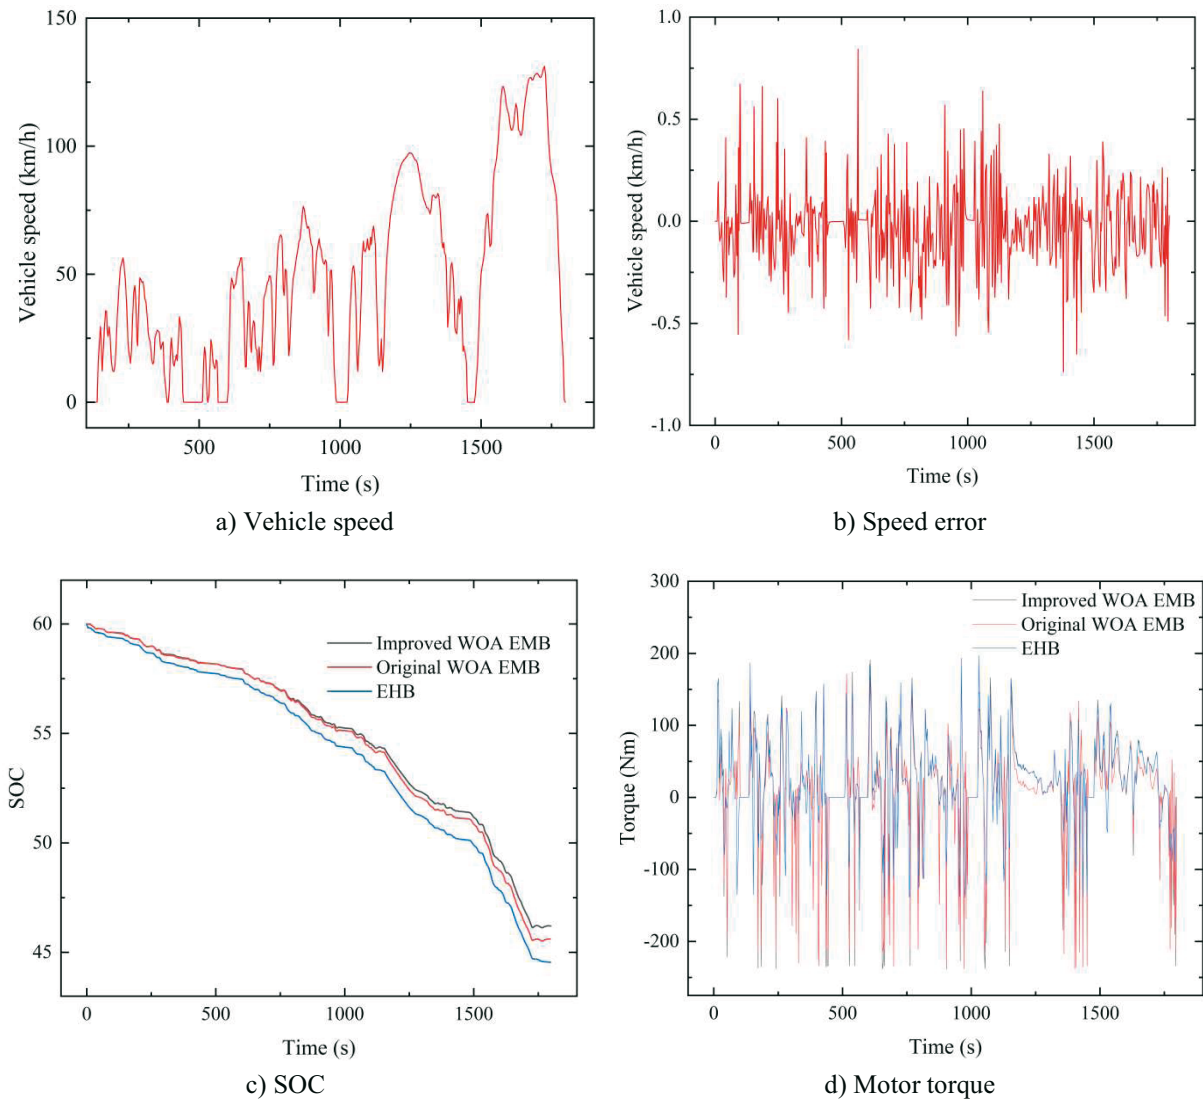 150
100
50
0
Vehicle speed (km/h)
500
1000
1500
Time (s)
a) Vehicle speed
1.0
0.5
0.0
-0.5
-1.0
Vehicle speed (km/h)
0
500
1000
1500
Time (s)
b) Speed error
60
55
50
45
SOC
Improved WOA EMB
Original WOA EMB
EHB
0
500
1000
1500
Time (s)
c) SOC
300
200
100
0
-100
-200
Torque (Nm)
Improved WOA EMB
Original WOA EMB
EHB
0
500
1000
1500
Time (s)
d) Motor torque